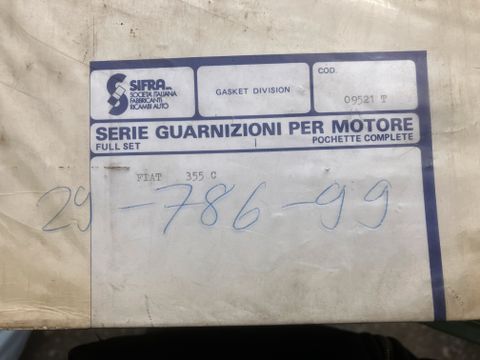 SIFRA spa
SOCIETÀ ITALIANA
FABBRICANTI
RICAMBI AUTO
GASKET DIVISION
COD.
09521 T
SERIE GUARNIZIONI PER MOTORE
FULL SET
POCHETTE COMPLETE
FIAT 355 C
29-786-99